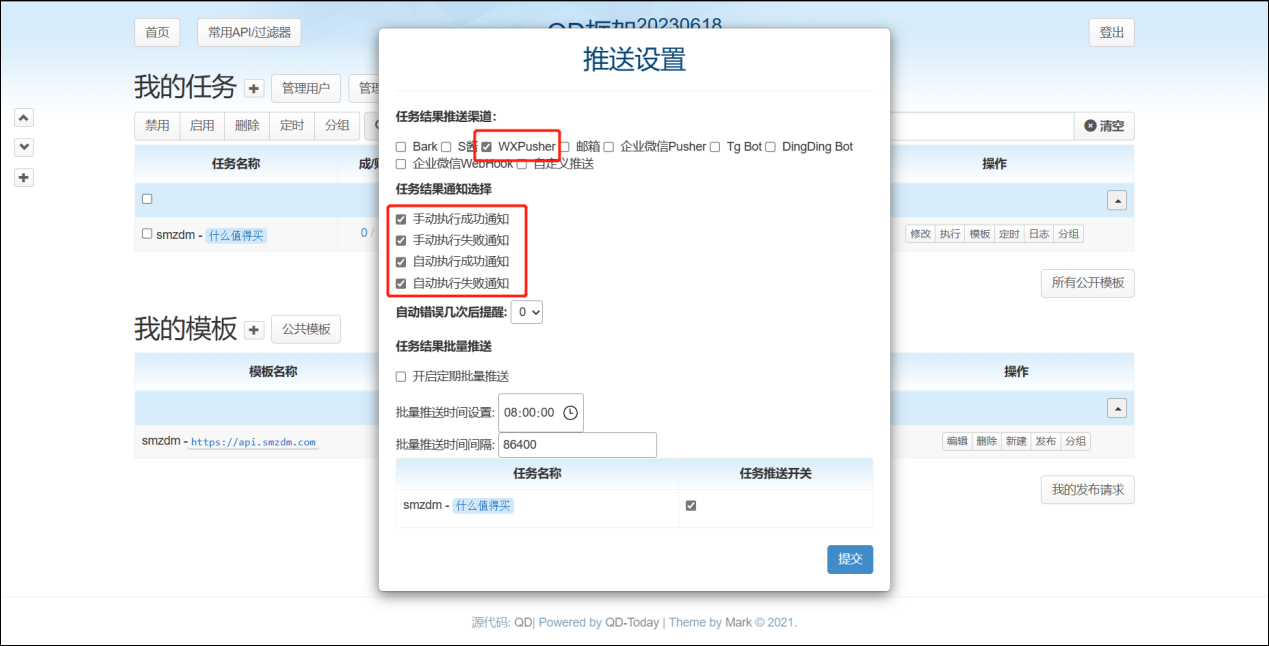 首页 常用API/过滤器 QD框架20230618 登出
推送设置
我的任务 管理用户
任务结果推送渠道:
禁用 启用 删除 定时 分组 清空
Bark WXPusher 邮箱 企业微信Pusher Tg Bot DingDing Bot
企业微信WebHook 自定义推送
任务名称 操作
任务结果通知选择
手动执行成功通知
smzdm - 什么值得买 0 / 修改 执行 模板 定时 日志 分组
手动执行失败通知
自动执行成功通知
自动执行失败通知
所有公开模板
自动错误几次后提醒: 0
我的模板 公共模板
任务结果批量推送
模板名称 操作
开启定期批量推送
批量推送时间设置: 08:00:00
smzdm - https://api.smzdm.com 编辑 删除 新建 发布 分组
批量推送时间间隔: 86400
任务名称 任务推送开关
我的发布请求
smzdm - 什么值得买
提交
源代码: QD| Powered by QD-Today | Theme by Mark © 2021.